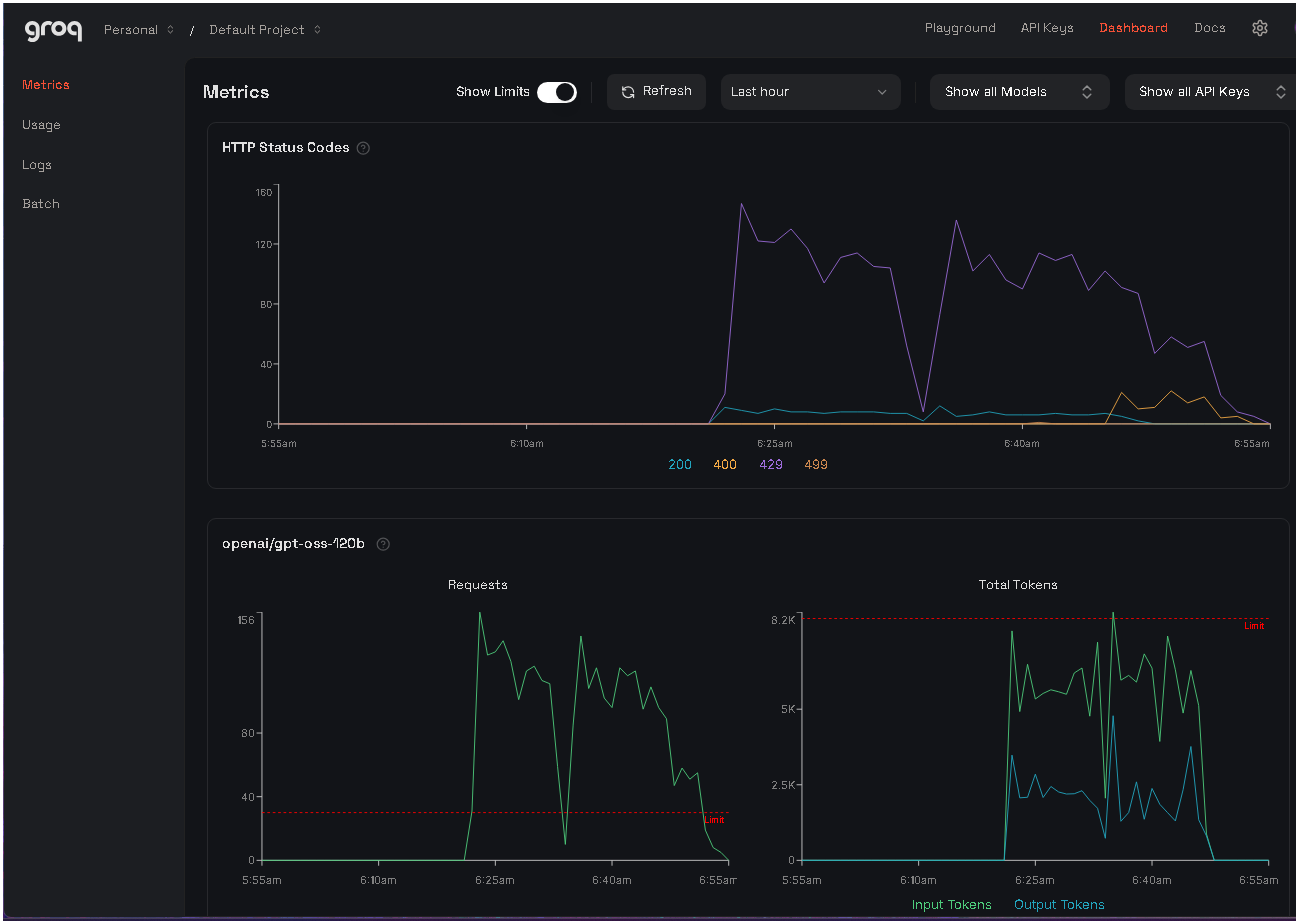 groq Personal / Default Project Playground API Keys Dashboard Docs
Metrics
Usage
Logs
Batch
Metrics Show Limits Refresh Last hour Show all Models Show all API Keys
HTTP Status Codes ?
160
120
80
40
0
5:55am 6:10am 6:25am 6:40am 6:55am
200 400 429 499
openai/gpt-oss-120b ?
Requests
156
80
40
0
Limit
5:55am 6:10am 6:25am 6:40am 6:55am
Total Tokens
8.2K
Limit
5K
2.5K
0
5:55am 6:10am 6:25am 6:40am 6:55am
Input Tokens Output Tokens